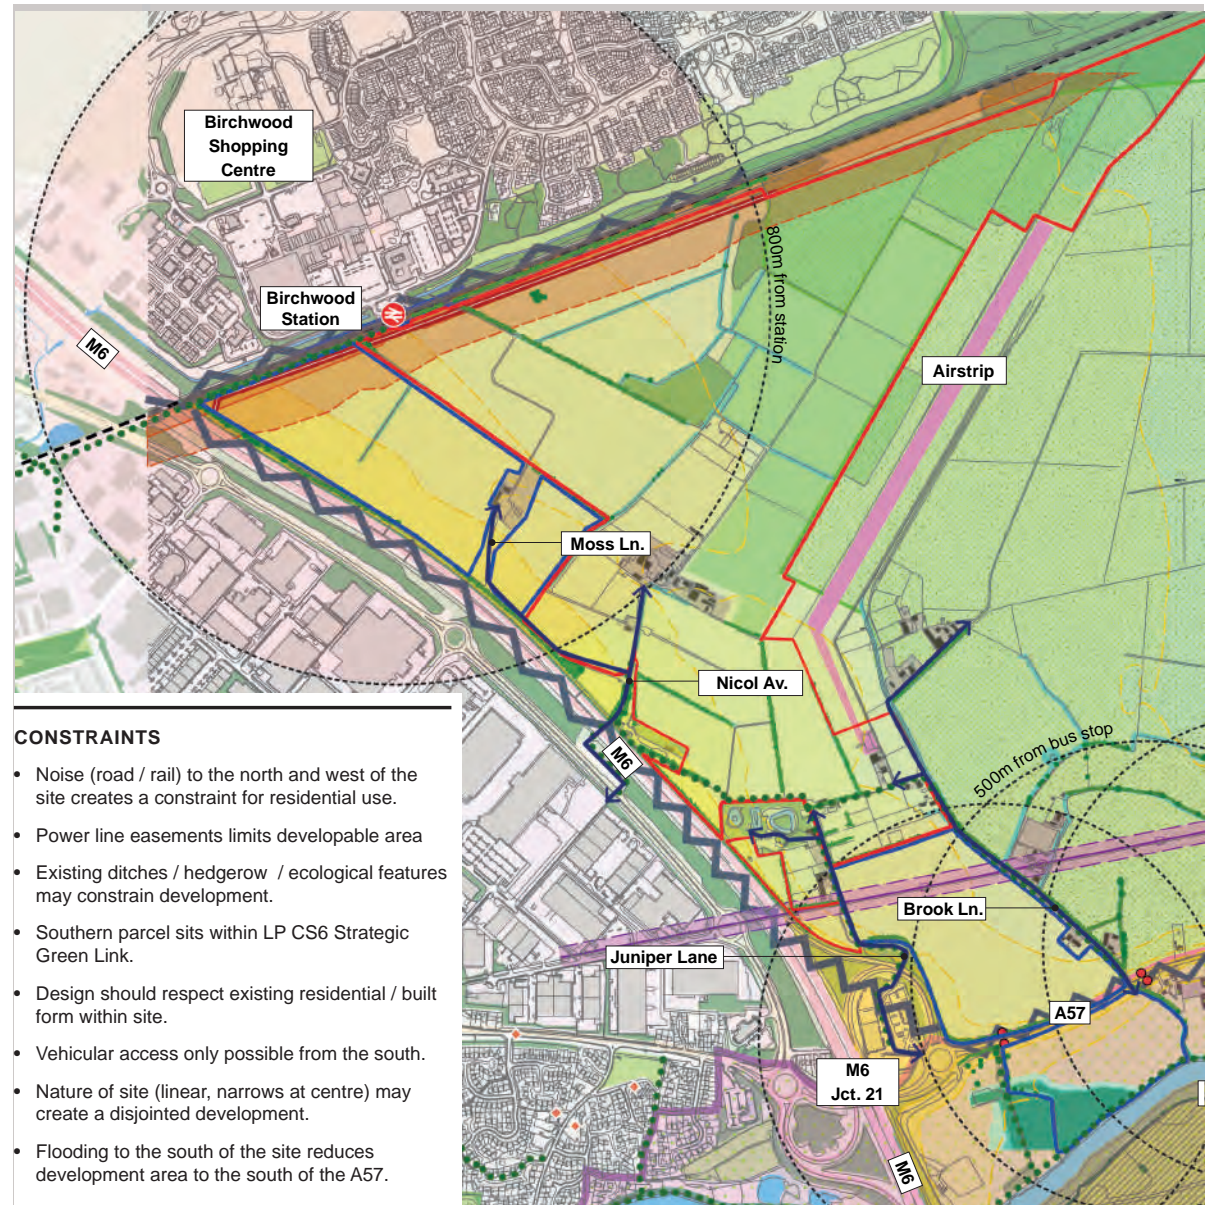 Birchwood
Shopping
Centre
Birchwood
Station
M6
800m from station
Airstrip
Moss Ln.
Nicol Av.
M6
500m from bus stop
Brook Ln.
Juniper Lane
A57
M6
Jct. 21
M6
CONSTRAINTS
• Noise (road / rail) to the north and west of the
site creates a constraint for residential use.
• Power line easements limits developable area
• Existing ditches / hedgerow / ecological features
may constrain development.
• Southern parcel sits within LP CS6 Strategic
Green Link.
• Design should respect existing residential / built
form within site.
• Vehicular access only possible from the south.
• Nature of site (linear, narrows at centre) may
create a disjointed development.
• Flooding to the south of the site reduces
development area to the south of the A57.